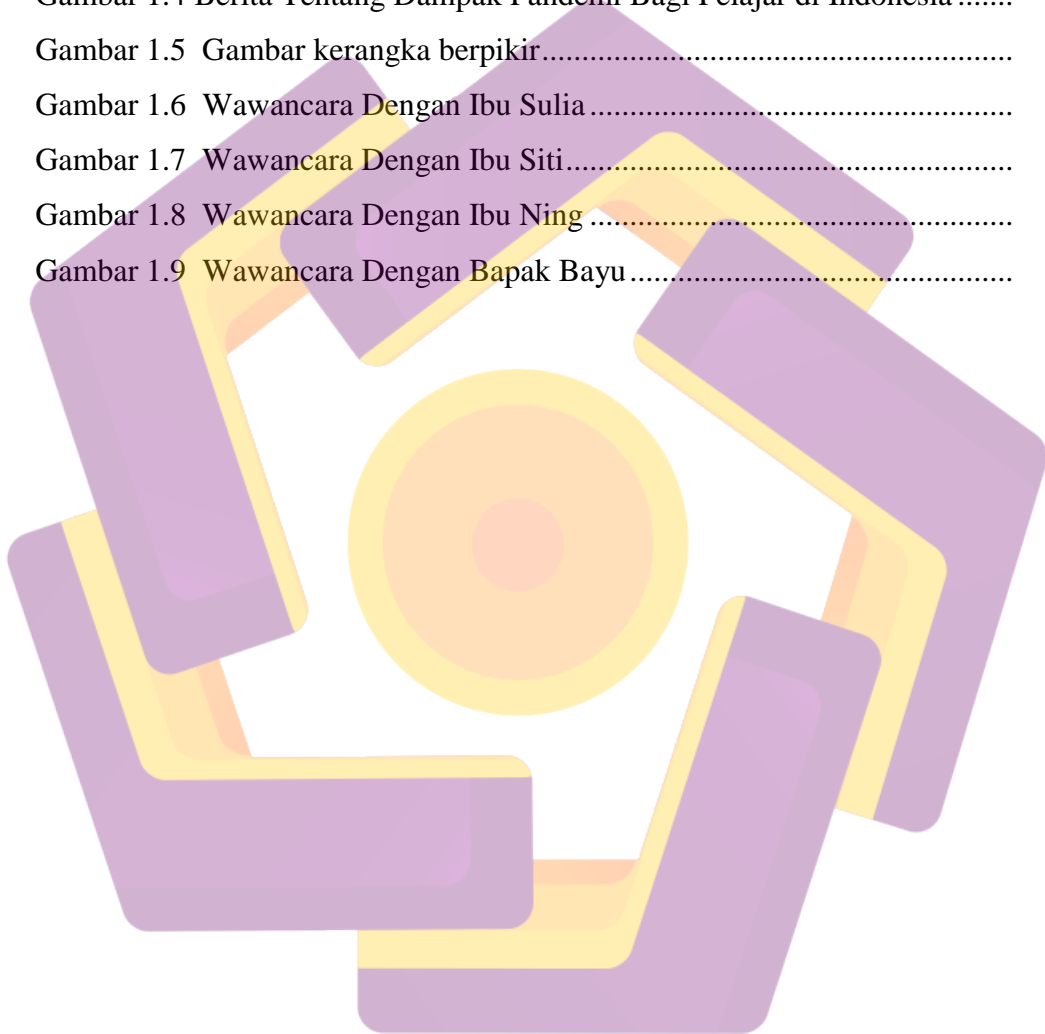 Gambar 1.4 Berita Tentang Dampak Pandemi Bagi Pelajar di Indonesia .......
Gambar 1.5  Gambar kerangka berpikir..............................................................
Gambar 1.6  Wawancara Dengan Ibu Sulia ........................................................
Gambar 1.7  Wawancara Dengan Ibu Siti...........................................................
Gambar 1.8  Wawancara Dengan Ibu Ning ........................................................
Gambar 1.9  Wawancara Dengan Bapak Bayu ...................................................